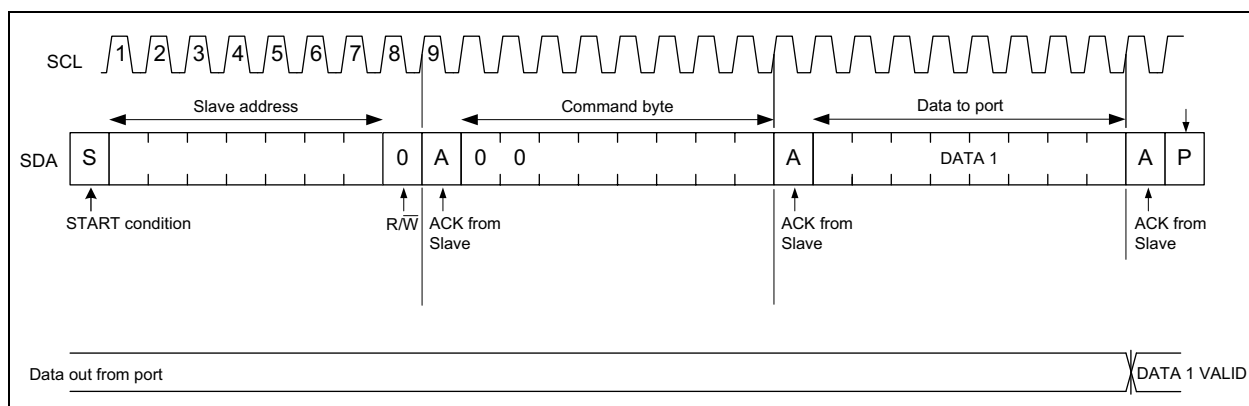 SCL 1 2 3 4 5 6 7 8 9
Slave address Command byte Data to port
SDA S 0 A 0 0 A DATA 1 A P
START condition R/W̅ ACK from Slave ACK from Slave ACK from Slave
Data out from port DATA 1 VALID